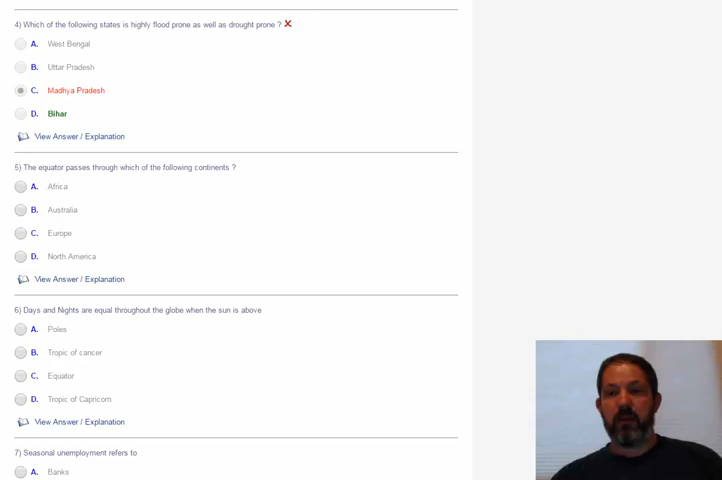 4) Which of the following states is highly flood prone as well as drought prone ?
A. West Bengal
B. Uttar Pradesh
C. Madhya Pradesh
D. Bihar
View Answer / Explanation
5) The equator passes through which of the following continents ?
A. Africa
B. Australia
C. Europe
D. North America
View Answer / Explanation
6) Days and Nights are equal throughout the globe when the sun is above
A. Poles
B. Tropic of cancer
C. Equator
D. Tropic of Capricorn
View Answer / Explanation
7) Seasonal unemployment refers to
A. Banks